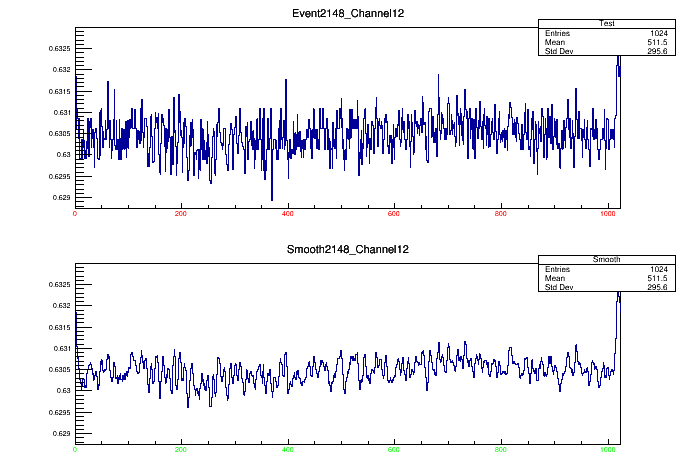 Event2148_Channel12
Test
Entries 1024
Mean 511.5
Std Dev 295.6
0.6325
0.632
0.6315
0.631
0.6305
0.63
0.6295
0.629
0 200 400 600 800 1000
Smooth2148_Channel12
Smooth
Entries 1024
Mean 511.5
Std Dev 295.6
0.6325
0.632
0.6315
0.631
0.6305
0.63
0.6295
0.629
0 200 400 600 800 1000